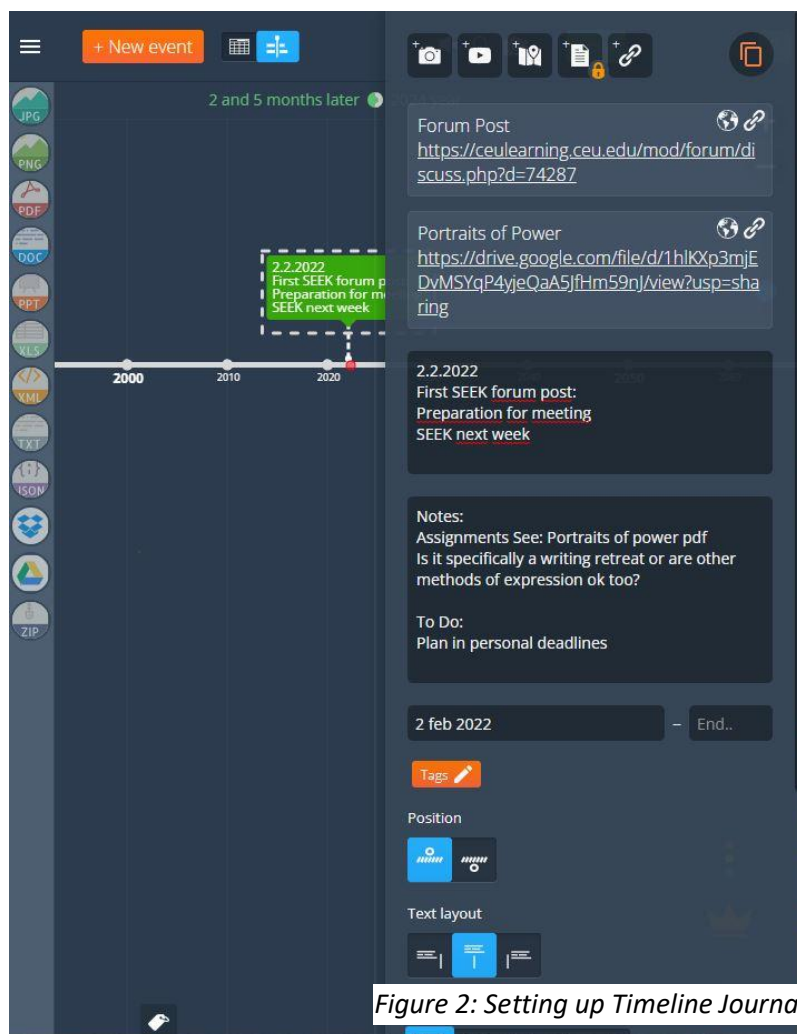 + New event
2 and 5 months later
JPG
PNG
PDF
DOC
PPT
XLS
XML
TXT
JSON
ZIP
2.2.2022
First SEEK forum p
Preparation for m
SEEK next week
2000
2010
2020
Forum Post
https://ceulearning.ceu.edu/mod/forum/di
scuss.php?d=74287
Portraits of Power
https://drive.google.com/file/d/1hlKXp3mjE
DvMSYqP4yjeQaA5JfHm59nJ/view?usp=sha
ring
2.2.2022
First SEEK forum post:
Preparation for meeting
SEEK next week
Notes:
Assignments See: Portraits of power pdf
Is it specifically a writing retreat or are other
methods of expression ok too?
To Do:
Plan in personal deadlines
2 feb 2022 – End..
Tags
Position
Text layout
Figure 2: Setting up Timeline Journa